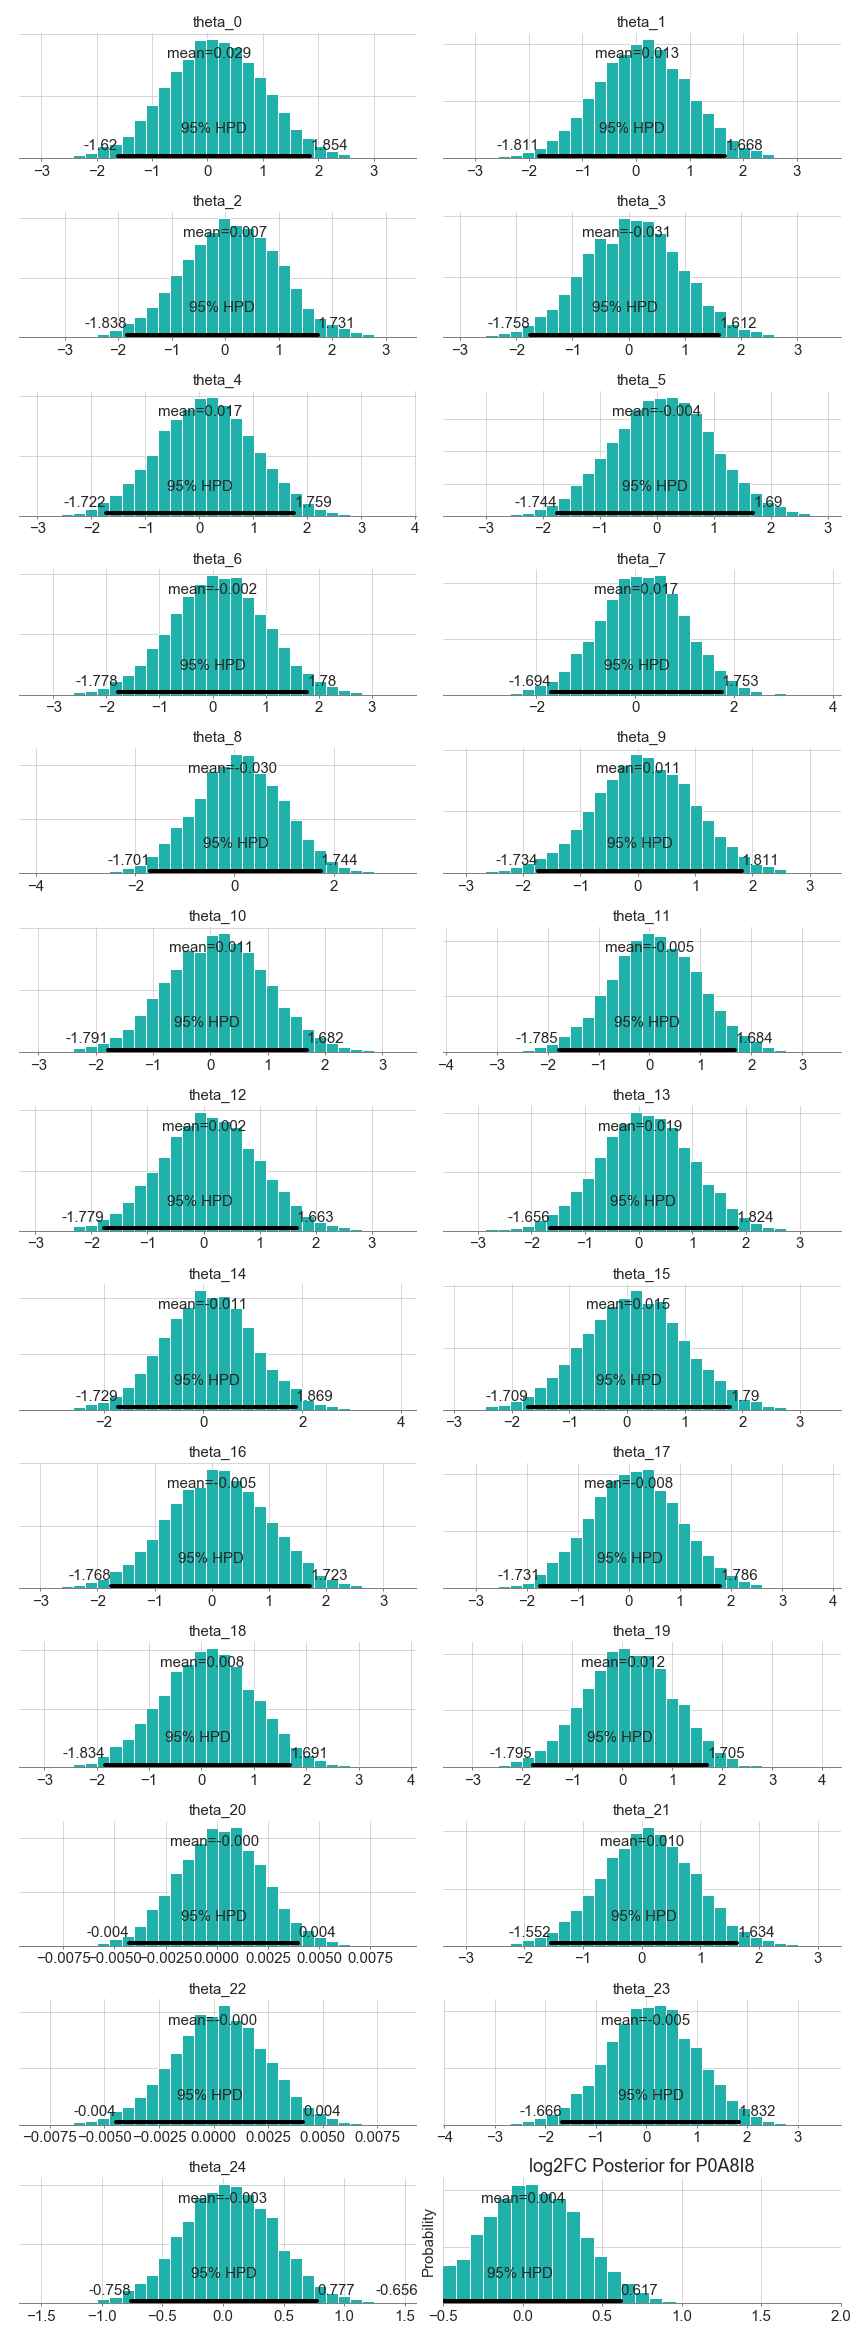 theta_0
mean=0.029
95% HPD
-1.62 1.854
−3 −2 −1 0 1 2 3
theta_1
mean=0.013
95% HPD
-1.811 1.668
−3 −2 −1 0 1 2 3
theta_2
mean=0.007
95% HPD
-1.838 1.731
−3 −2 −1 0 1 2 3
theta_3
mean=-0.031
95% HPD
-1.758 1.612
−3 −2 −1 0 1 2 3
theta_4
mean=0.017
95% HPD
-1.722 1.759
−3 −2 −1 0 1 2 3 4
theta_5
mean=-0.004
95% HPD
-1.744 1.69
−3 −2 −1 0 1 2 3
theta_6
mean=-0.002
95% HPD
-1.778 1.78
−3 −2 −1 0 1 2 3
theta_7
mean=0.017
95% HPD
-1.694 1.753
−2 0 2 4
theta_8
mean=-0.030
95% HPD
-1.701 1.744
−4 −2 0 2
theta_9
mean=0.011
95% HPD
-1.734 1.811
−3 −2 −1 0 1 2 3
theta_10
mean=0.011
95% HPD
-1.791 1.682
−3 −2 −1 0 1 2 3
theta_11
mean=-0.005
95% HPD
-1.785 1.684
−4 −3 −2 −1 0 1 2 3
theta_12
mean=0.002
95% HPD
-1.779 1.663
−3 −2 −1 0 1 2 3
theta_13
mean=0.019
95% HPD
-1.656 1.824
−3 −2 −1 0 1 2 3
theta_14
mean=-0.011
95% HPD
-1.729 1.869
−2 0 2 4
theta_15
mean=0.015
95% HPD
-1.709 1.79
−3 −2 −1 0 1 2 3
theta_16
mean=-0.005
95% HPD
-1.768 1.723
−3 −2 −1 0 1 2 3
theta_17
mean=-0.008
95% HPD
-1.731 1.786
−3 −2 −1 0 1 2 3 4
theta_18
mean=0.008
95% HPD
-1.834 1.691
−3 −2 −1 0 1 2 3 4
theta_19
mean=0.012
95% HPD
-1.795 1.705
−3 −2 −1 0 1 2 3 4
theta_20
mean=-0.000
95% HPD
-0.004 0.004
−0.0075 −0.0050 −0.0025 0.0000 0.0025 0.0050 0.0075
theta_21
mean=0.010
95% HPD
-1.552 1.634
−3 −2 −1 0 1 2 3
theta_22
mean=-0.000
95% HPD
-0.004 0.004
−0.0075 −0.0050 −0.0025 0.0000 0.0025 0.0050 0.0075
theta_23
mean=-0.005
95% HPD
-1.666 1.832
−4 −3 −2 −1 0 1 2 3
theta_24
mean=-0.003
95% HPD
-0.758 0.777
−1.5 −1.0 −0.5 0.0 0.5 1.0 1.5
log2FC Posterior for P0A8I8
Probability
mean=0.004
95% HPD
-0.656 0.617
−0.5 0.0 0.5 1.0 1.5 2.0